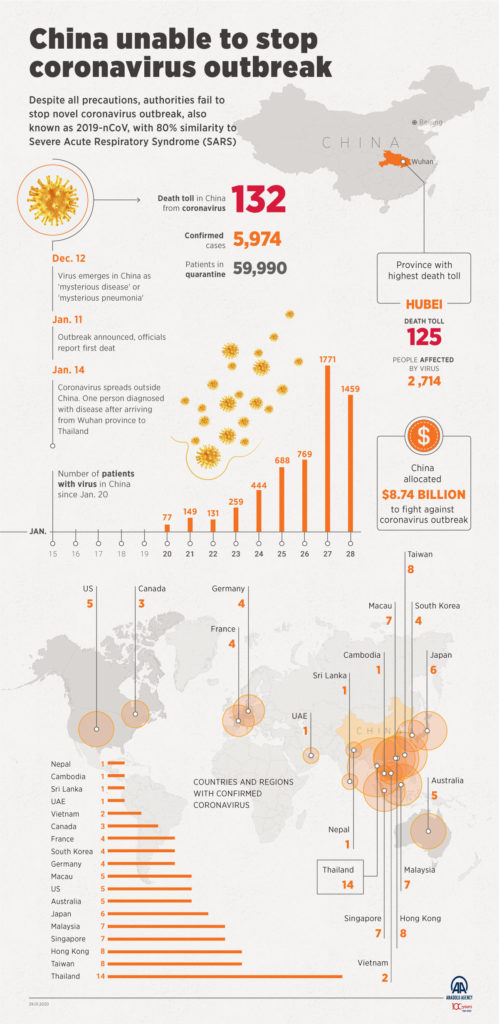 China unable to stop
coronavirus outbreak
Despite all precautions, authorities fail to
stop novel coronavirus outbreak, also
known as 2019-nCoV, with 80% similarity to
Severe Acute Respiratory Syndrome (SARS)
Beijing
CHINA
Wuhan
Death toll in China
from coronavirus
132
Confirmed
cases
5,974
Patients in
quarantine
59,990
Province with
highest death toll
HUBEI
DEATH TOLL
125
PEOPLE AFFECTED
BY VIRUS
2 ,714
Dec. 12
Virus emerges in China as
'mysterious disease' or
'mysterious pneumonia'
Jan. 11
Outbreak announced, officials
report first deat
Jan. 14
Coronavirus spreads outside
China. One person diagnosed
with disease after arriving
from Wuhan province to
Thailand
$
China
allocated
$8.74 BILLION
to fight against
coronavirus outbreak
Number of patients
with virus in China
since Jan. 20
77
149
131
259
444
688
769
1771
1459
JAN.
15 16 17 18 19 20 21 22 23 24 25 26 27 28
Taiwan
8
US
5
Canada
3
Germany
4
France
4
Macau
7
South Korea
4
Cambodia
1
Japan
6
Sri Lanka
1
UAE
1
CHINA
COUNTRIES AND REGIONS
WITH CONFIRMED
CORONAVIRUS
Australia
5
Nepal
1
Thailand
14
Malaysia
7
Singapore
7
Hong Kong
8
Vietnam
2
Nepal 1
Cambodia 1
Sri Lanka 1
UAE 1
Vietnam 2
Canada 3
France 4
South Korea 4
Germany 4
Macau 5
US 5
Australia 5
Japan 6
Malaysia 7
Singapore 7
Hong Kong 8
Taiwan 8
Thailand 14
29.01.2020
AA
ANADOLU AGENCY
100 years